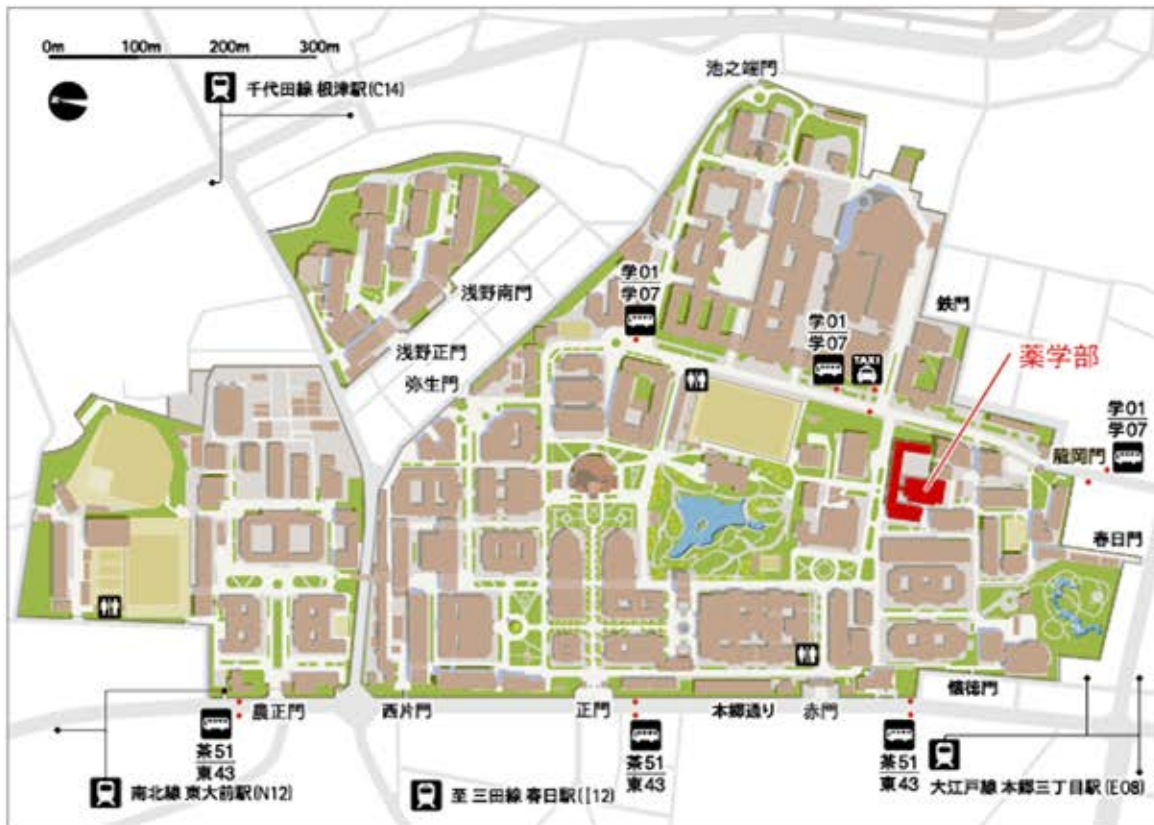 0m 100m 200m 300m
千代田線 根津駅(C14)
池之端門
学01
学07
浅野南門
学01
学07
TAXI
鉄門
薬学部
浅野正門
弥生門
学01
学07
龍岡門
春日門
懐徳門
農正門
西片門
正門
本郷通り
赤門
茶51
東43
茶51
東43
茶51
東43
南北線 東大前駅(N12)
至 三田線 春日駅(I12)
大江戸線 本郷三丁目駅(E08)